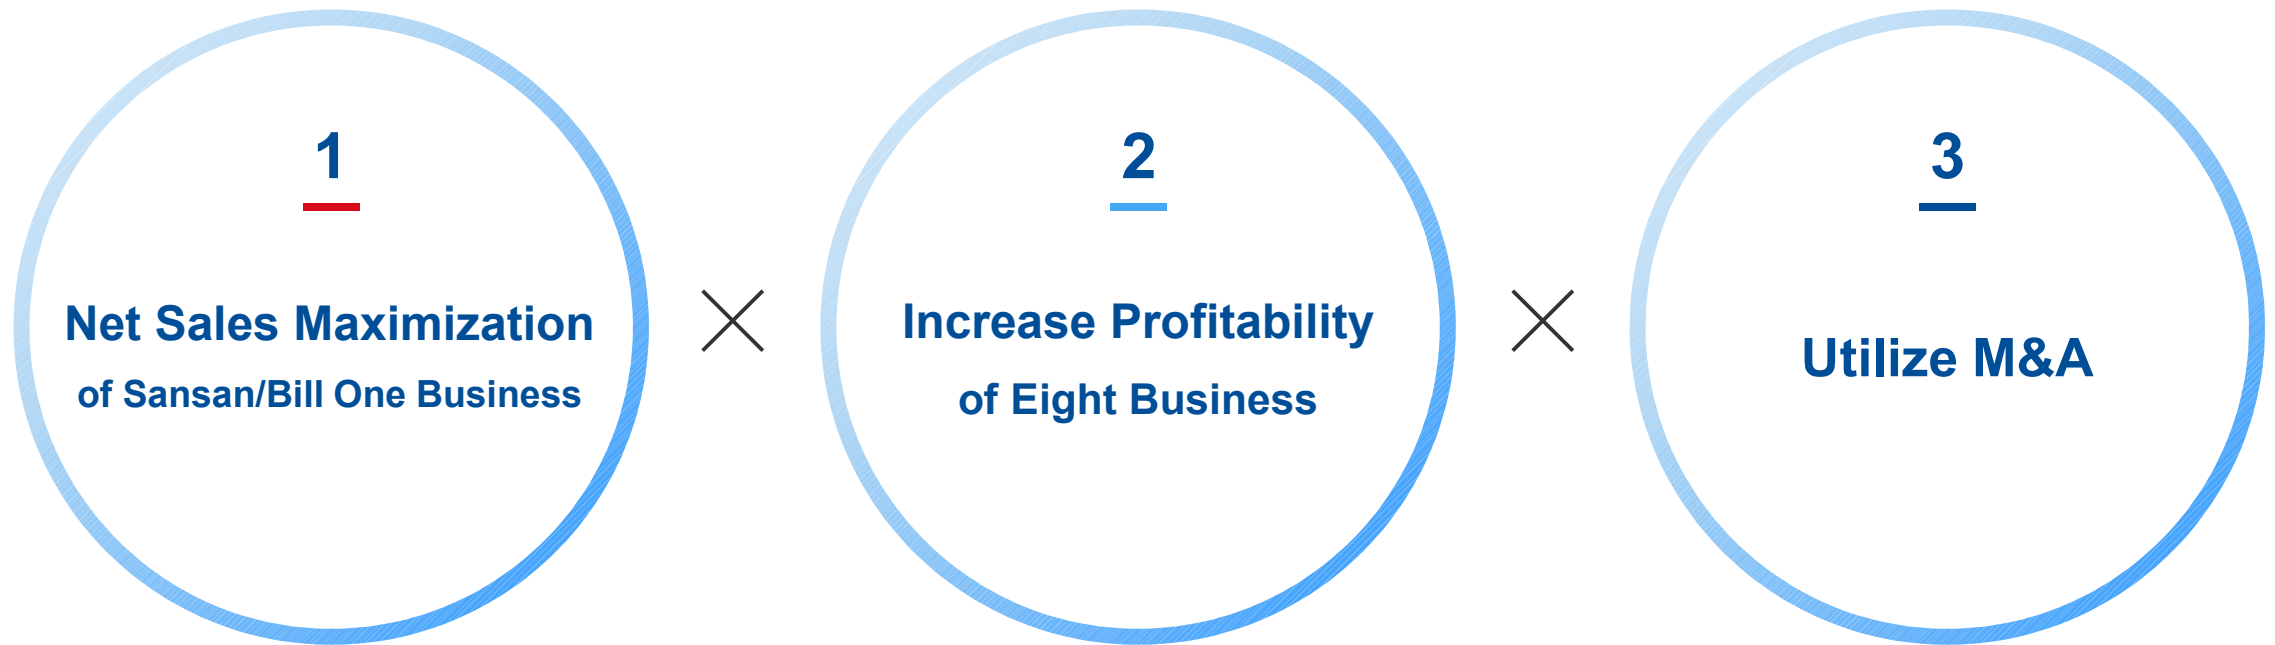 1
Net Sales Maximization
of Sansan/Bill One Business
×
2
Increase Profitability
of Eight Business
×
3
Utilize M&A